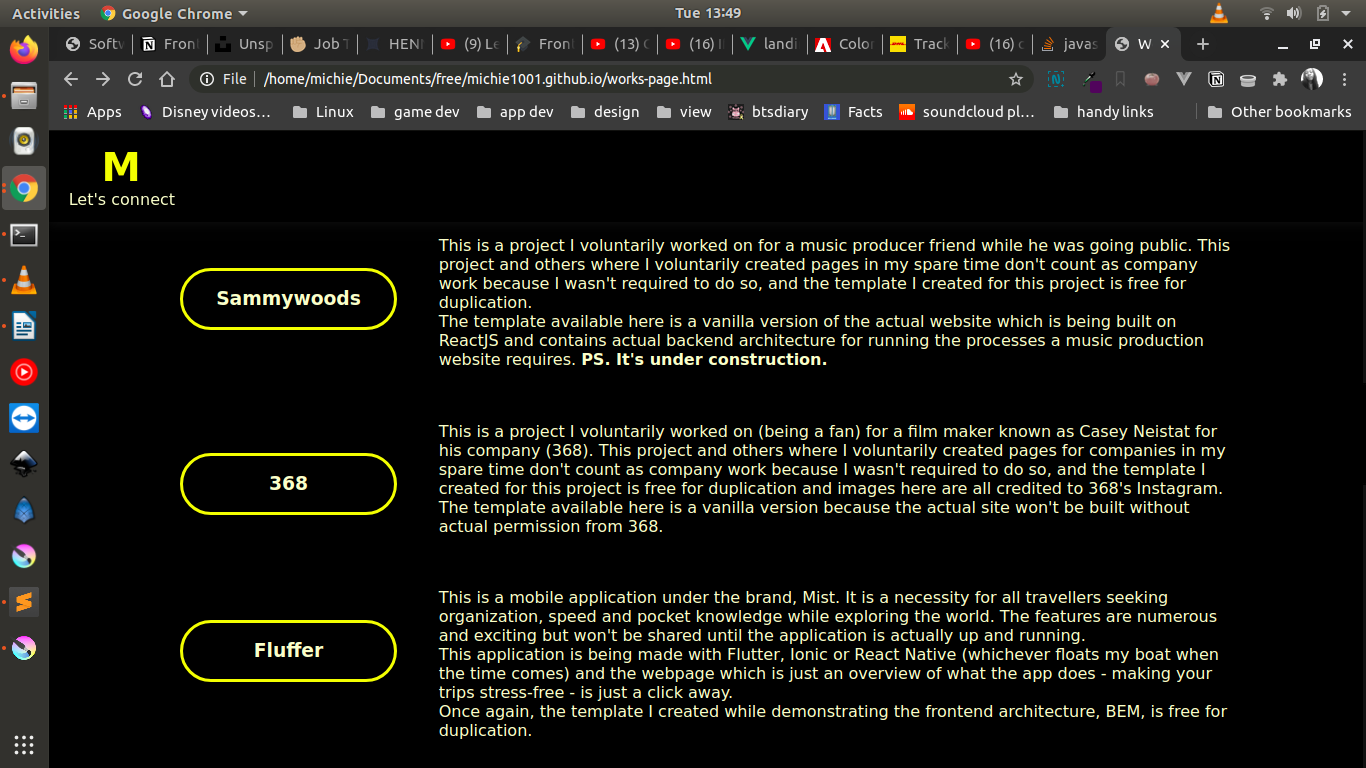 Activities Google Chrome Tue 13:49
Softw Front Unsp Job T HENN (9) Le Front (13) C (16) I landi Color Track (16) c javas W
File /home/michie/Documents/free/michie1001.github.io/works-page.html
Apps Disney videos… Linux game dev app dev design view btsdiary Facts soundcloud pl… handy links Other bookmarks
M
Let's connect
Sammywoods
This is a project I voluntarily worked on for a music producer friend while he was going public. This
project and others where I voluntarily created pages in my spare time don't count as company
work because I wasn't required to do so, and the template I created for this project is free for
duplication.
The template available here is a vanilla version of the actual website which is being built on
ReactJS and contains actual backend architecture for running the processes a music production
website requires. PS. It's under construction.
368
This is a project I voluntarily worked on (being a fan) for a film maker known as Casey Neistat for
his company (368). This project and others where I voluntarily created pages for companies in my
spare time don't count as company work because I wasn't required to do so, and the template I
created for this project is free for duplication and images here are all credited to 368's Instagram.
The template available here is a vanilla version because the actual site won't be built without
actual permission from 368.
Fluffer
This is a mobile application under the brand, Mist. It is a necessity for all travellers seeking
organization, speed and pocket knowledge while exploring the world. The features are numerous
and exciting but won't be shared until the application is actually up and running.
This application is being made with Flutter, Ionic or React Native (whichever floats my boat when
the time comes) and the webpage which is just an overview of what the app does - making your
trips stress-free - is just a click away.
Once again, the template I created while demonstrating the frontend architecture, BEM, is free for
duplication.